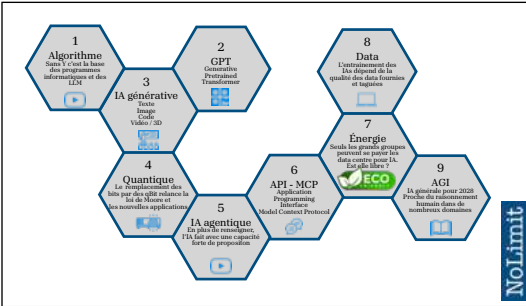 1
Algorithme
Sans Y c'est la base
des programmes
informatiques et des
LLM
2
GPT
Generative
Pretrained
Transformer
3
IA générative
Texte
Image
Code
Vidéo / 3D
4
Quantique
Le remplacement des
bits par des qBit relance la
loi de Moore et
les nouvelles applications
5
IA agentique
En plus de renseigner,
l'IA fait avec une capacité
forte de proposition
6
API - MCP
Application
Programming
Interface
Model Context Protocol
7
Énergie
Seuls les grands groupes
peuvent se payer les
data centre pour IA.
Est elle libre ?
ECO
8
Data
L'entrainement des
IAs dépend de la
qualité des data fournies
et taguées
9
AGI
IA générale pour 2028
Proche du raisonnement
humain dans de
nombreux domaines
NoLimit